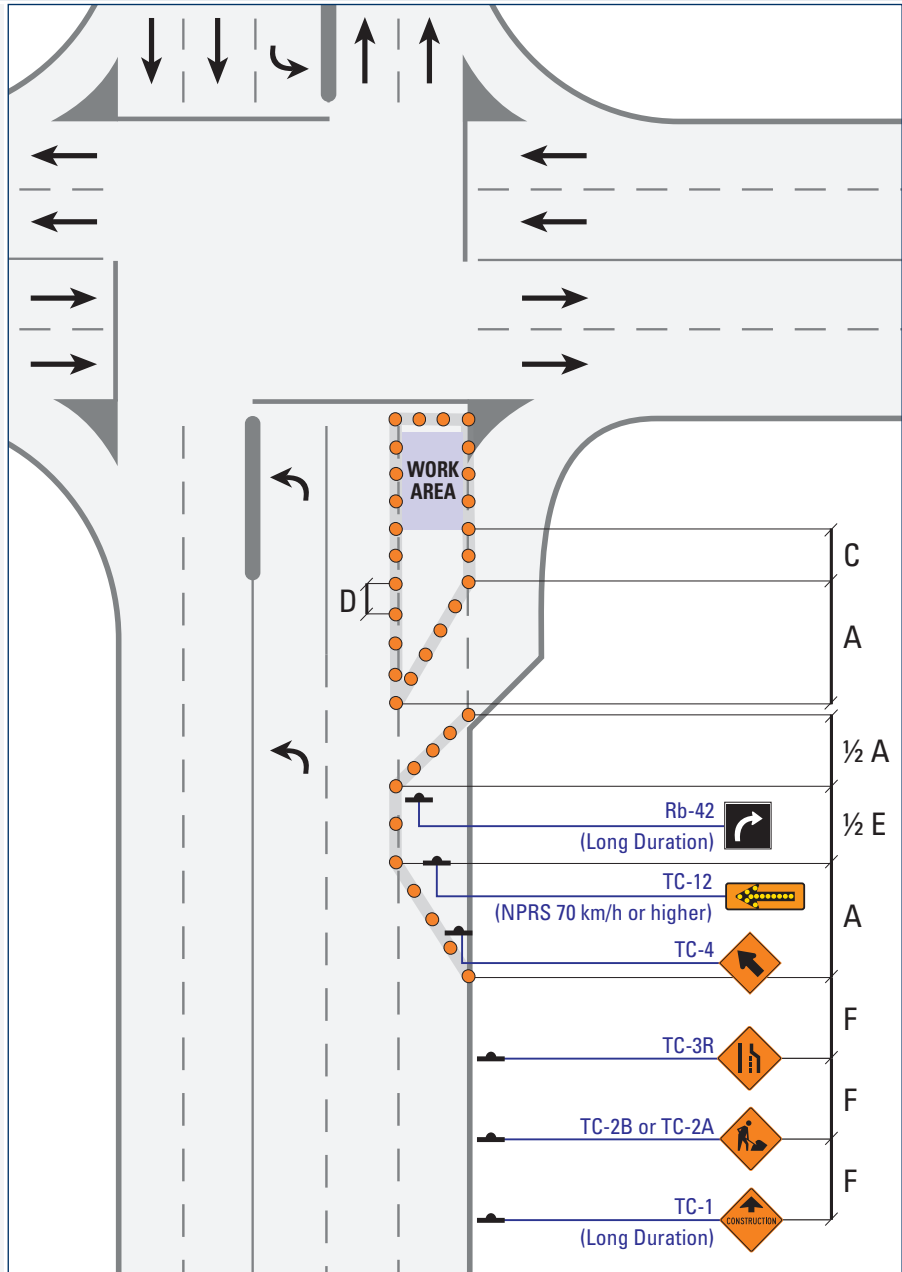 WORK
AREA
C
D
A
½ A
Rb-42
(Long Duration)
½ E
TC-12
(NPRS 70 km/h or higher)
A
TC-4
F
TC-3R
F
TC-2B or TC-2A
F
TC-1
(Long Duration)
CONSTRUCTION